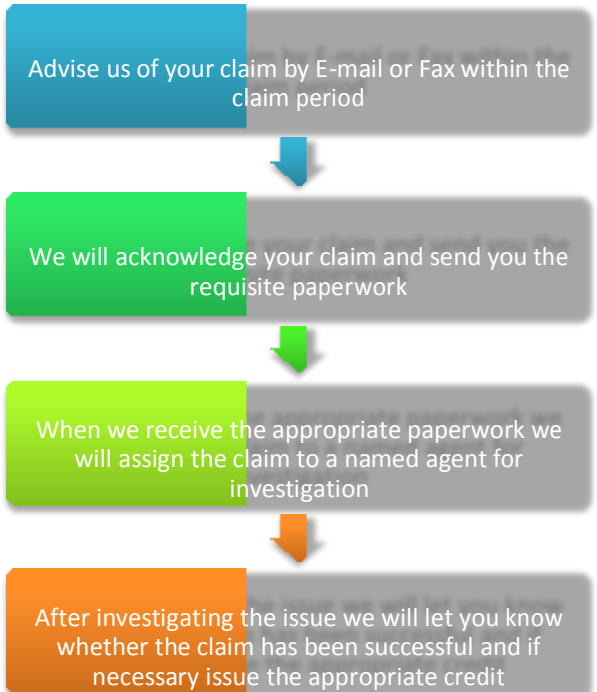 Advise us of your claim by E-mail or Fax within the
claim period
We will acknowledge your claim and send you the
requisite paperwork
When we receive the appropriate paperwork we
will assign the claim to a named agent for
investigation
After investigating the issue we will let you know
whether the claim has been successful and if
necessary issue the appropriate credit